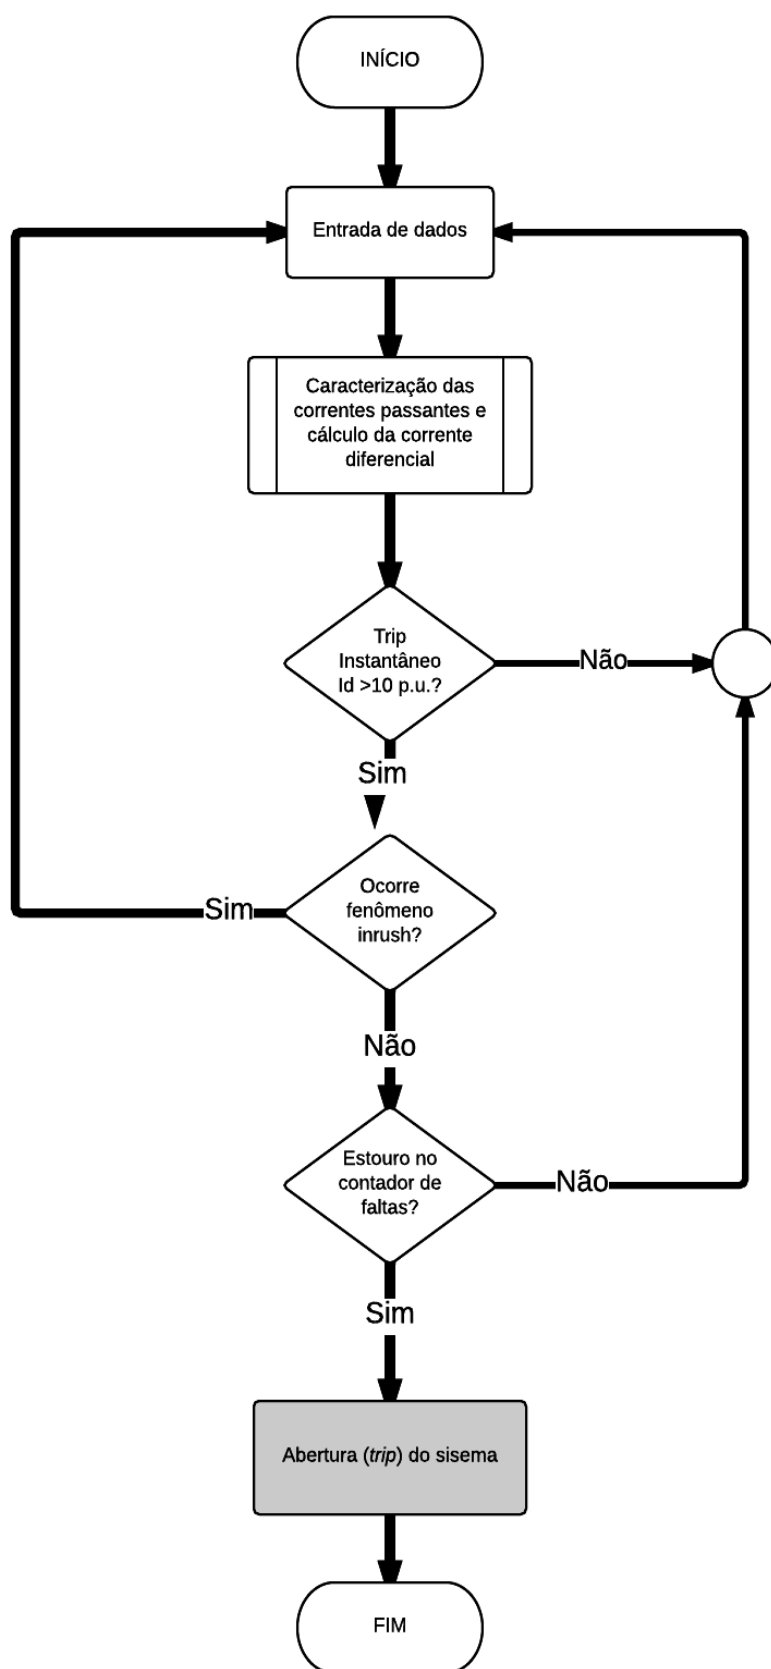 INÍCIO
Entrada de dados
Caracterização das
correntes passantes e
cálculo da corrente
diferencial
Trip
Instantâneo
Id >10 p.u.?
Não
Sim
Ocorre
fenômeno
inrush?
Sim
Não
Estouro no
contador de
faltas?
Não
Sim
Abertura (trip) do sisema
FIM